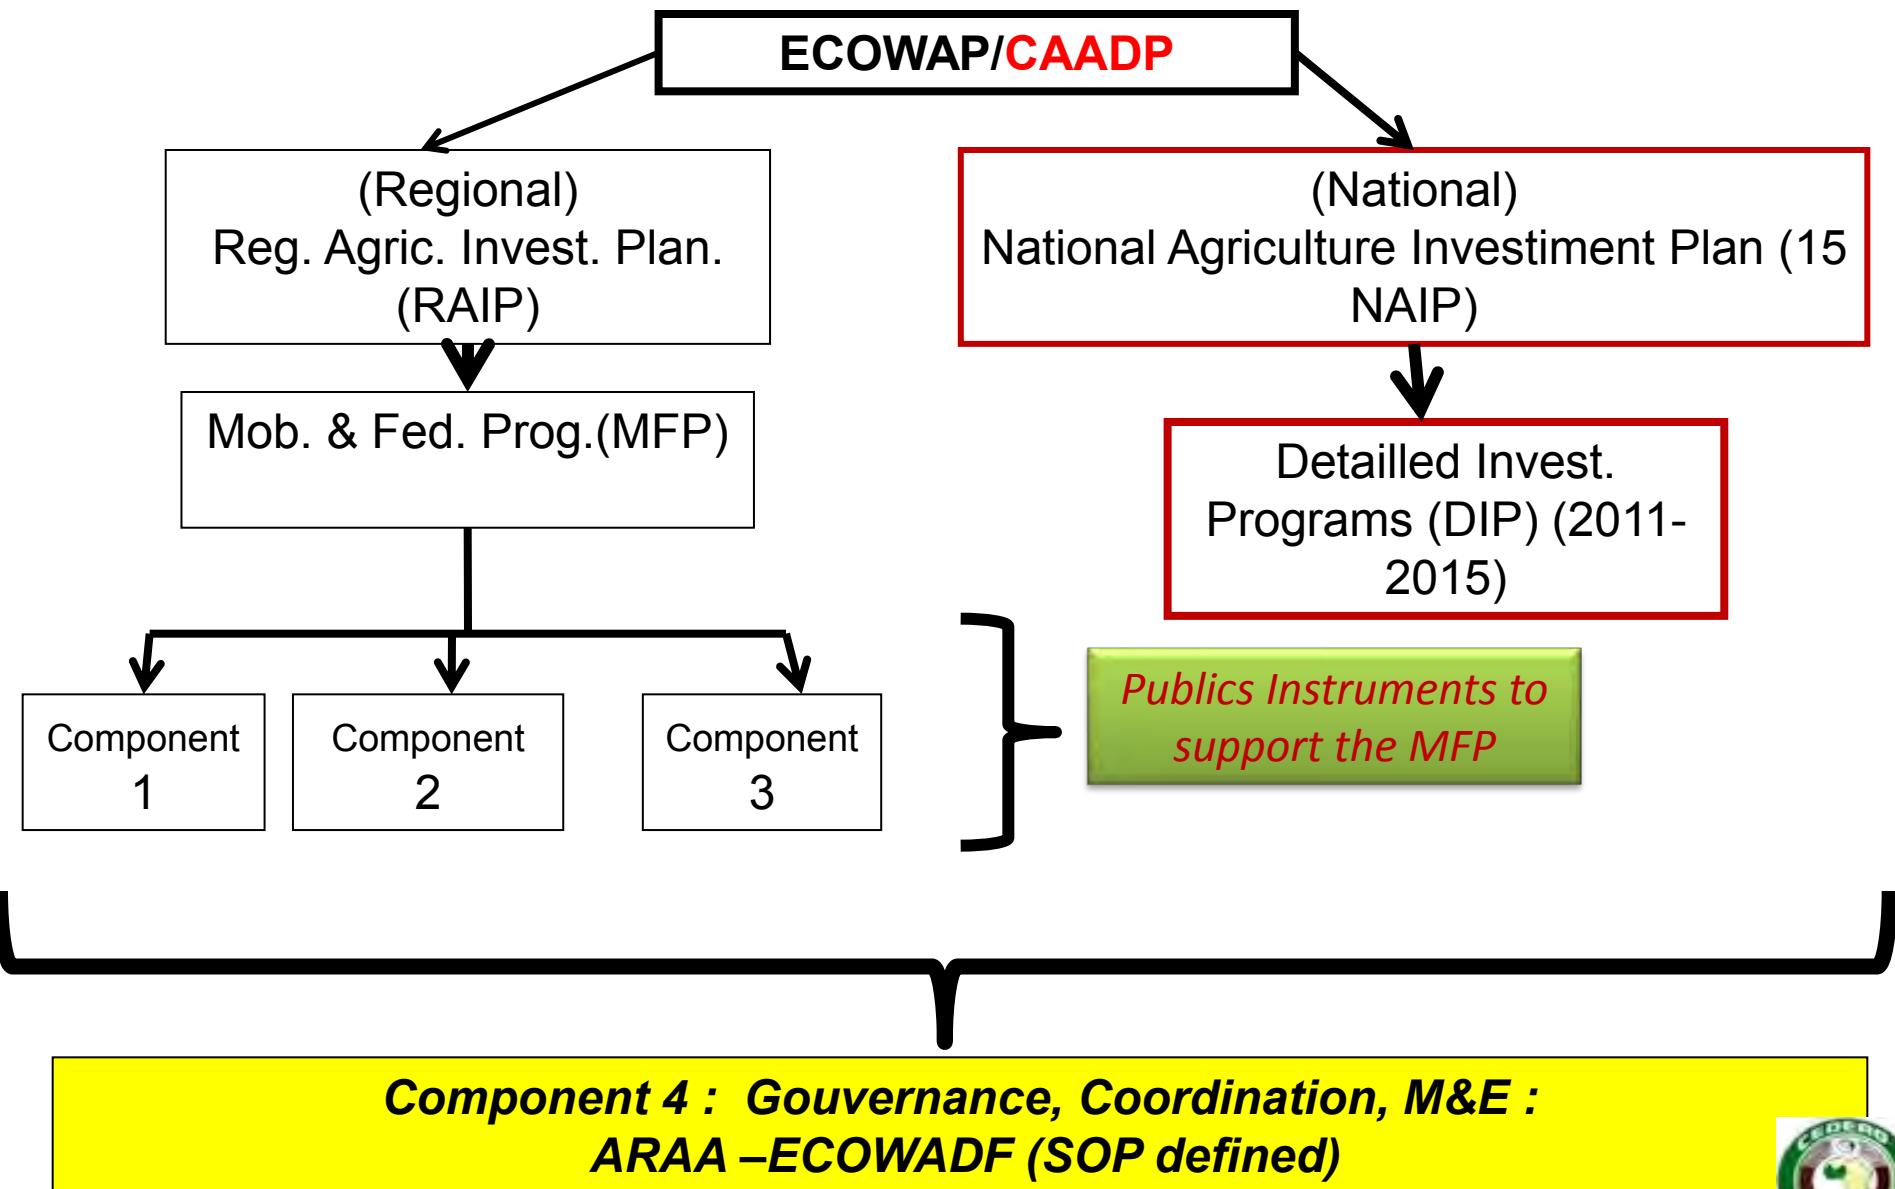 ECOWAP/CAADP
(Regional)
Reg. Agric. Invest. Plan.
(RAIP)
(National)
National Agriculture Investiment Plan (15
NAIP)
Mob. & Fed. Prog.(MFP)
Detailled Invest.
Programs (DIP) (2011-
2015)
Component
1
Component
2
Component
3
Publics Instruments to
support the MFP
Component 4 :  Gouvernance, Coordination, M&E :
ARAA –ECOWADF (SOP defined)
CEDEAO